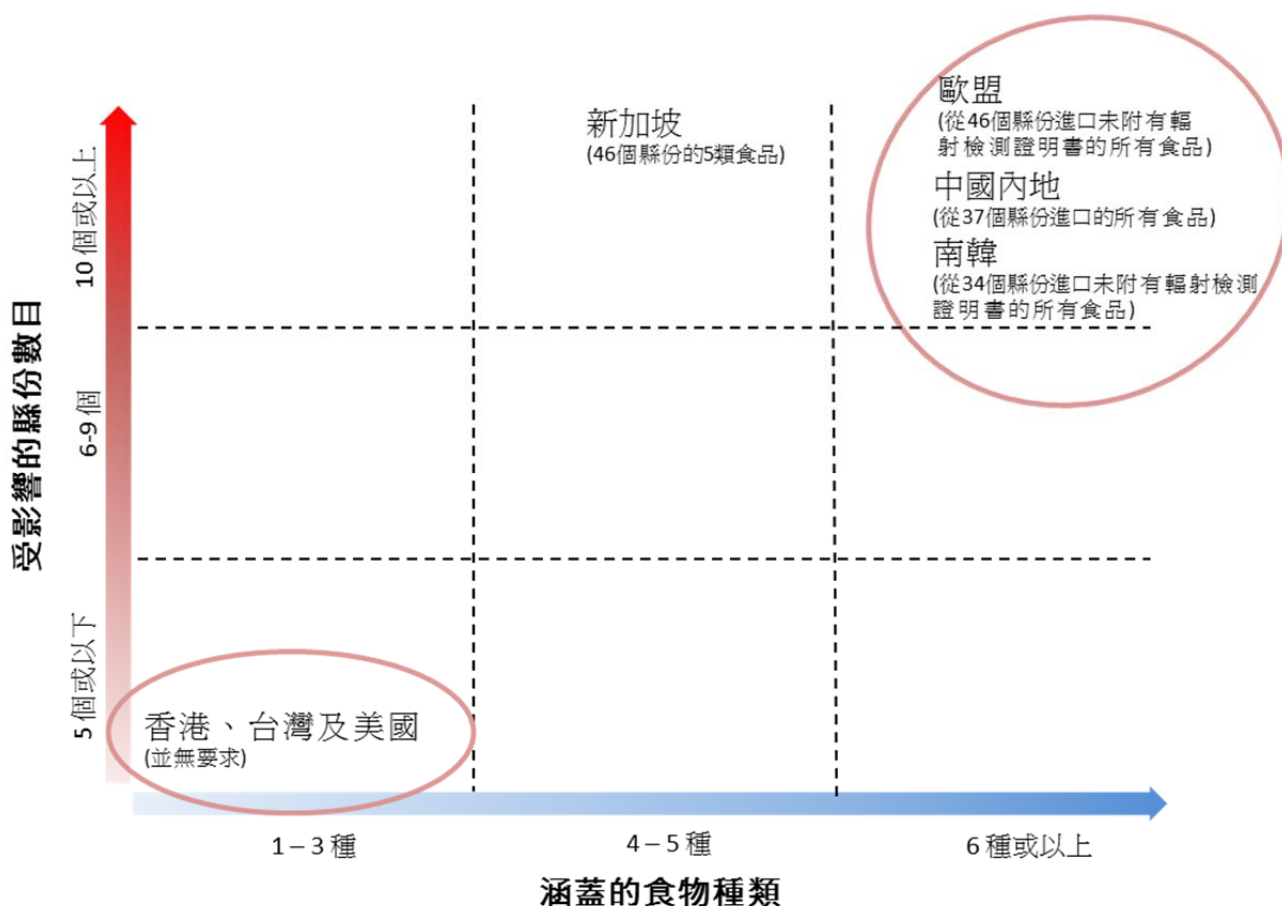 歐盟
(從46個縣份進口未附有輻
射檢測證明書的所有食品)
新加坡
(46個縣份的5類食品)
中國內地
(從37個縣份進口的所有食品)
南韓
(從34個縣份進口未附有輻射檢測
證明書的所有食品)
受影響的縣份數目
10 個或以上
6-9 個
5 個或以下
香港、台灣及美國
(並無要求)
1 – 3 種
4 – 5 種
6 種或以上
涵蓋的食物種類